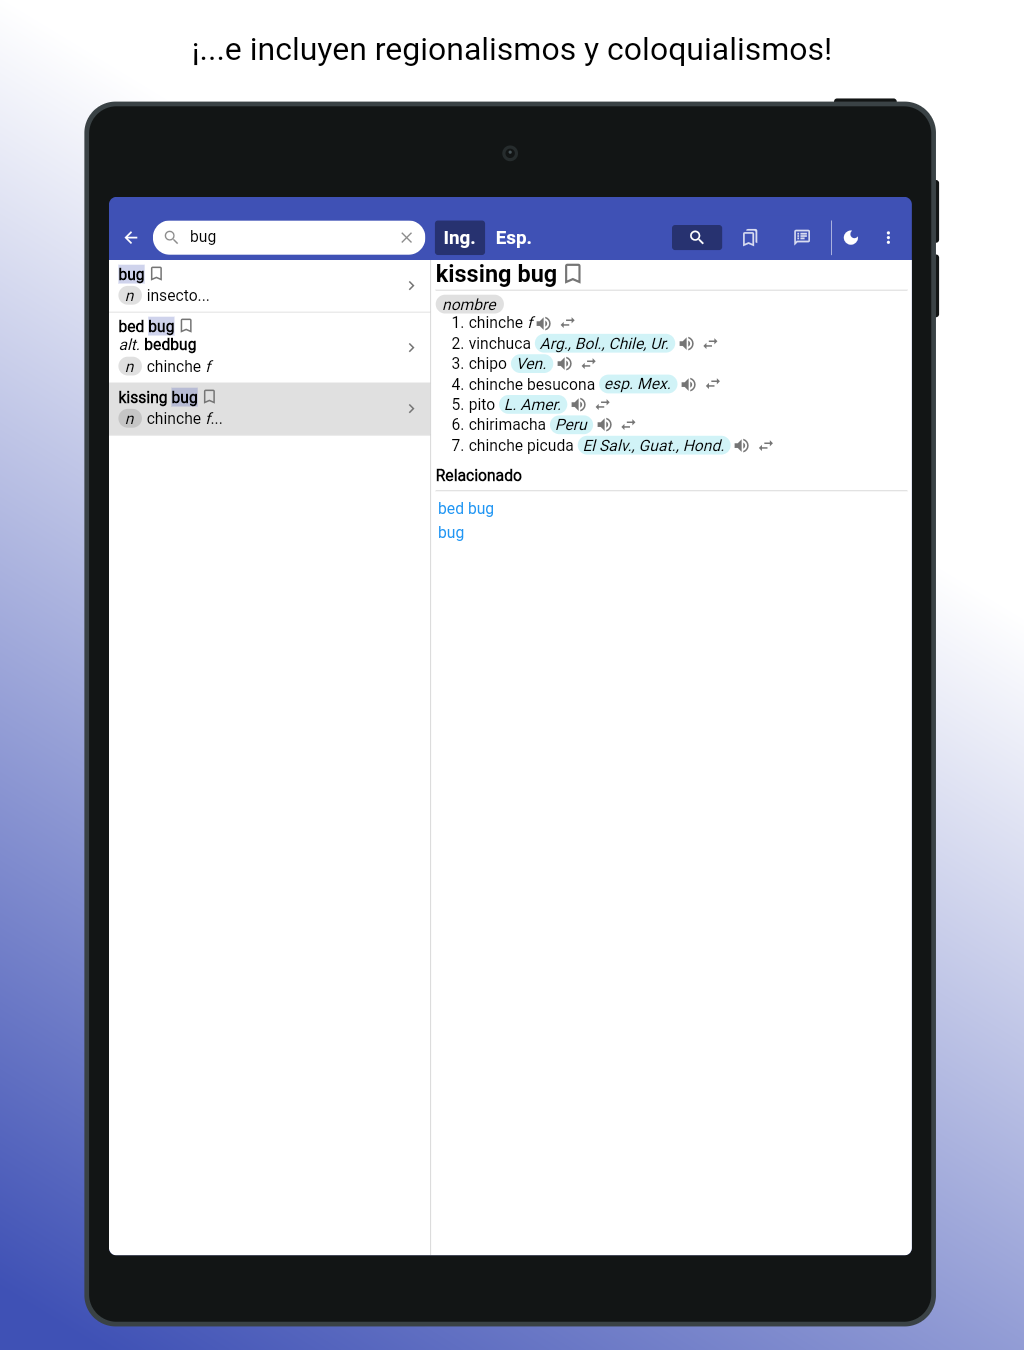 ¡...e incluyen regionalismos y coloquialismos!
bug
Ing.
Esp.
bug
n insecto...
bed bug
alt. bedbug
n chinche f
kissing bug
n chinche f...
kissing bug
nombre
1. chinche f
2. vinchuca Arg., Bol., Chile, Ur.
3. chipo Ven.
4. chinche besucona esp. Mex.
5. pito L. Amer.
6. chirimacha Peru
7. chinche picuda El Salv., Guat., Hond.
Relacionado
bed bug
bug